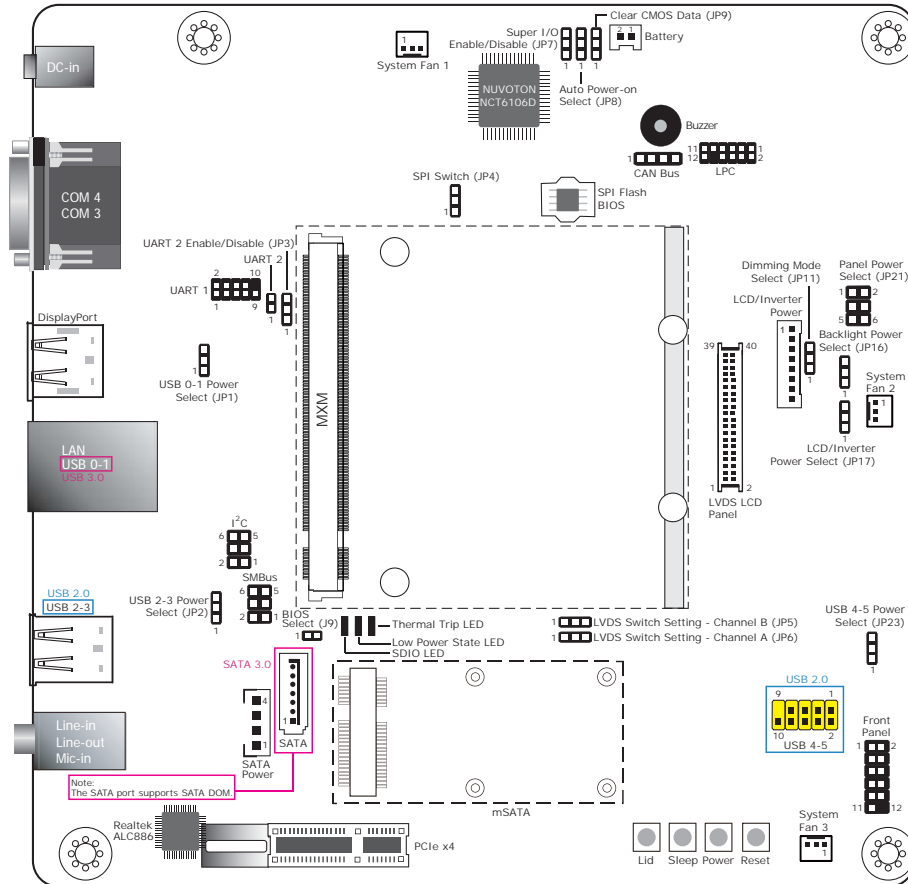 Clear CMOS Data (JP9)
Super I/O
Enable/Disable (JP7)
2 1
Battery
1
System Fan 1
1 1 1
DC-in
NUVOTON
NCT6106D
Auto Power-on
Select (JP8)
Buzzer
11 1
12 2
1
CAN Bus
LPC
SPI Switch (JP4)
1
SPI Flash
BIOS
COM 4
COM 3
UART 2 Enable/Disable (JP3)
UART 2
2 10
UART 1
1 9
1
1
Dimming Mode
Select (JP11)
Panel Power
Select (JP21)
1 2
5 6
LCD/Inverter
Power
1
1
Backlight Power
Select (JP16)
1
System
Fan 2
1
DisplayPort
1
USB 0-1 Power
Select (JP1)
MXM
39 40
1 2
LVDS LCD
Panel
1
LCD/Inverter
Power Select (JP17)
LAN
USB 0-1
USB 3.0
I2C
6 5
2 1
SMBus
6 5
2 1
USB 2-3 Power
Select (JP2)
1
USB 2.0
USB 2-3
BIOS
Select (J9)
1
Thermal Trip LED
Low Power State LED
SDIO LED
1 LVDS Switch Setting - Channel B (JP5)
1 LVDS Switch Setting - Channel A (JP6)
USB 4-5 Power
Select (JP23)
1
SATA 3.0
1
SATA
4
1
SATA
Power
USB 2.0
9 1
10 2
USB 4-5
Front
Panel
1 2
11 12
Line-in
Line-out
Mic-in
Note:
The SATA port supports SATA DOM.
mSATA
Realtek
ALC886
PCIe x4
Lid
Sleep
Power
Reset
System
Fan 3
1